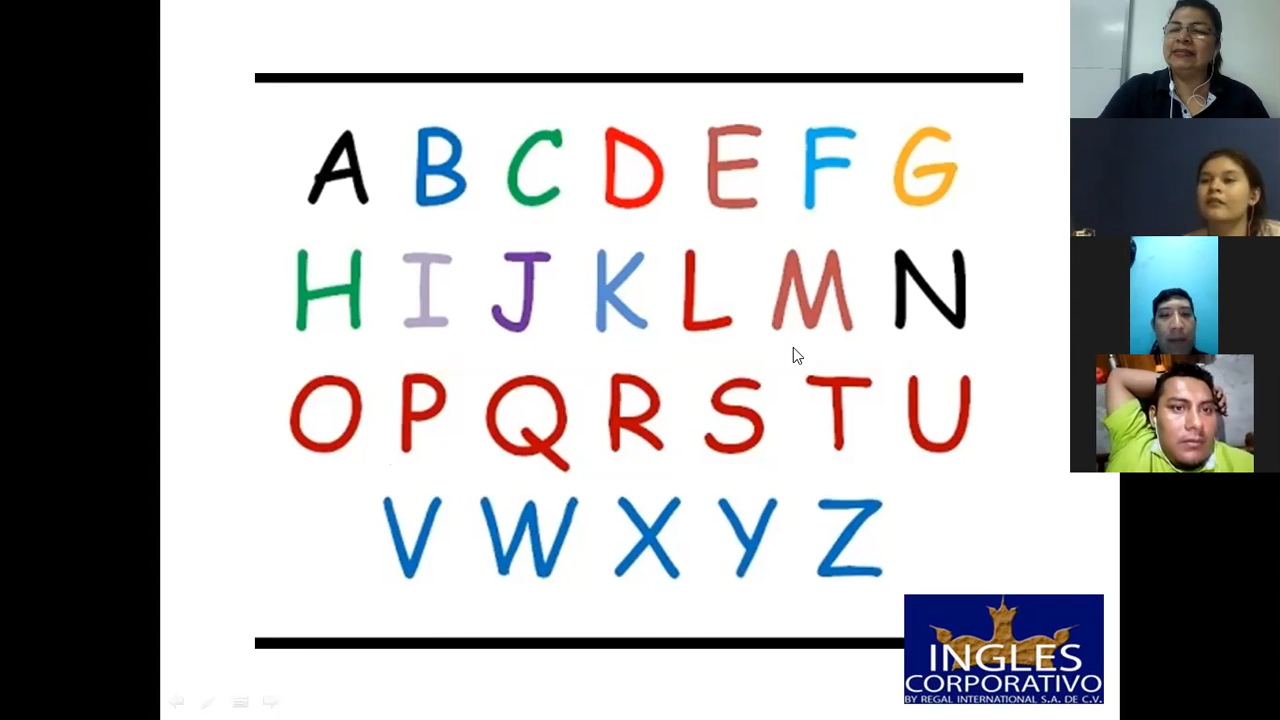 A B C D E F G
H I J K L M N
O P Q R S T U
V W X Y Z
INGLES
CORPORATIVO
BY REGAL INTERNATIONAL S.A. DE C.V.